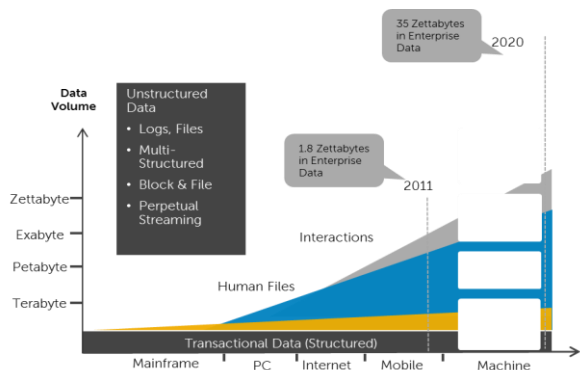 35 Zettabytes
in Enterprise
Data
2020
Data
Volume
Unstructured
Data
• Logs, Files
• Multi-
Structured
• Block & File
• Perpetual
Streaming
1.8 Zettabytes
in Enterprise
Data
2011
Zettabyte
Exabyte
Petabyte
Terabyte
Interactions
Human Files
Transactional Data (Structured)
Mainframe
PC
Internet
Mobile
Machine